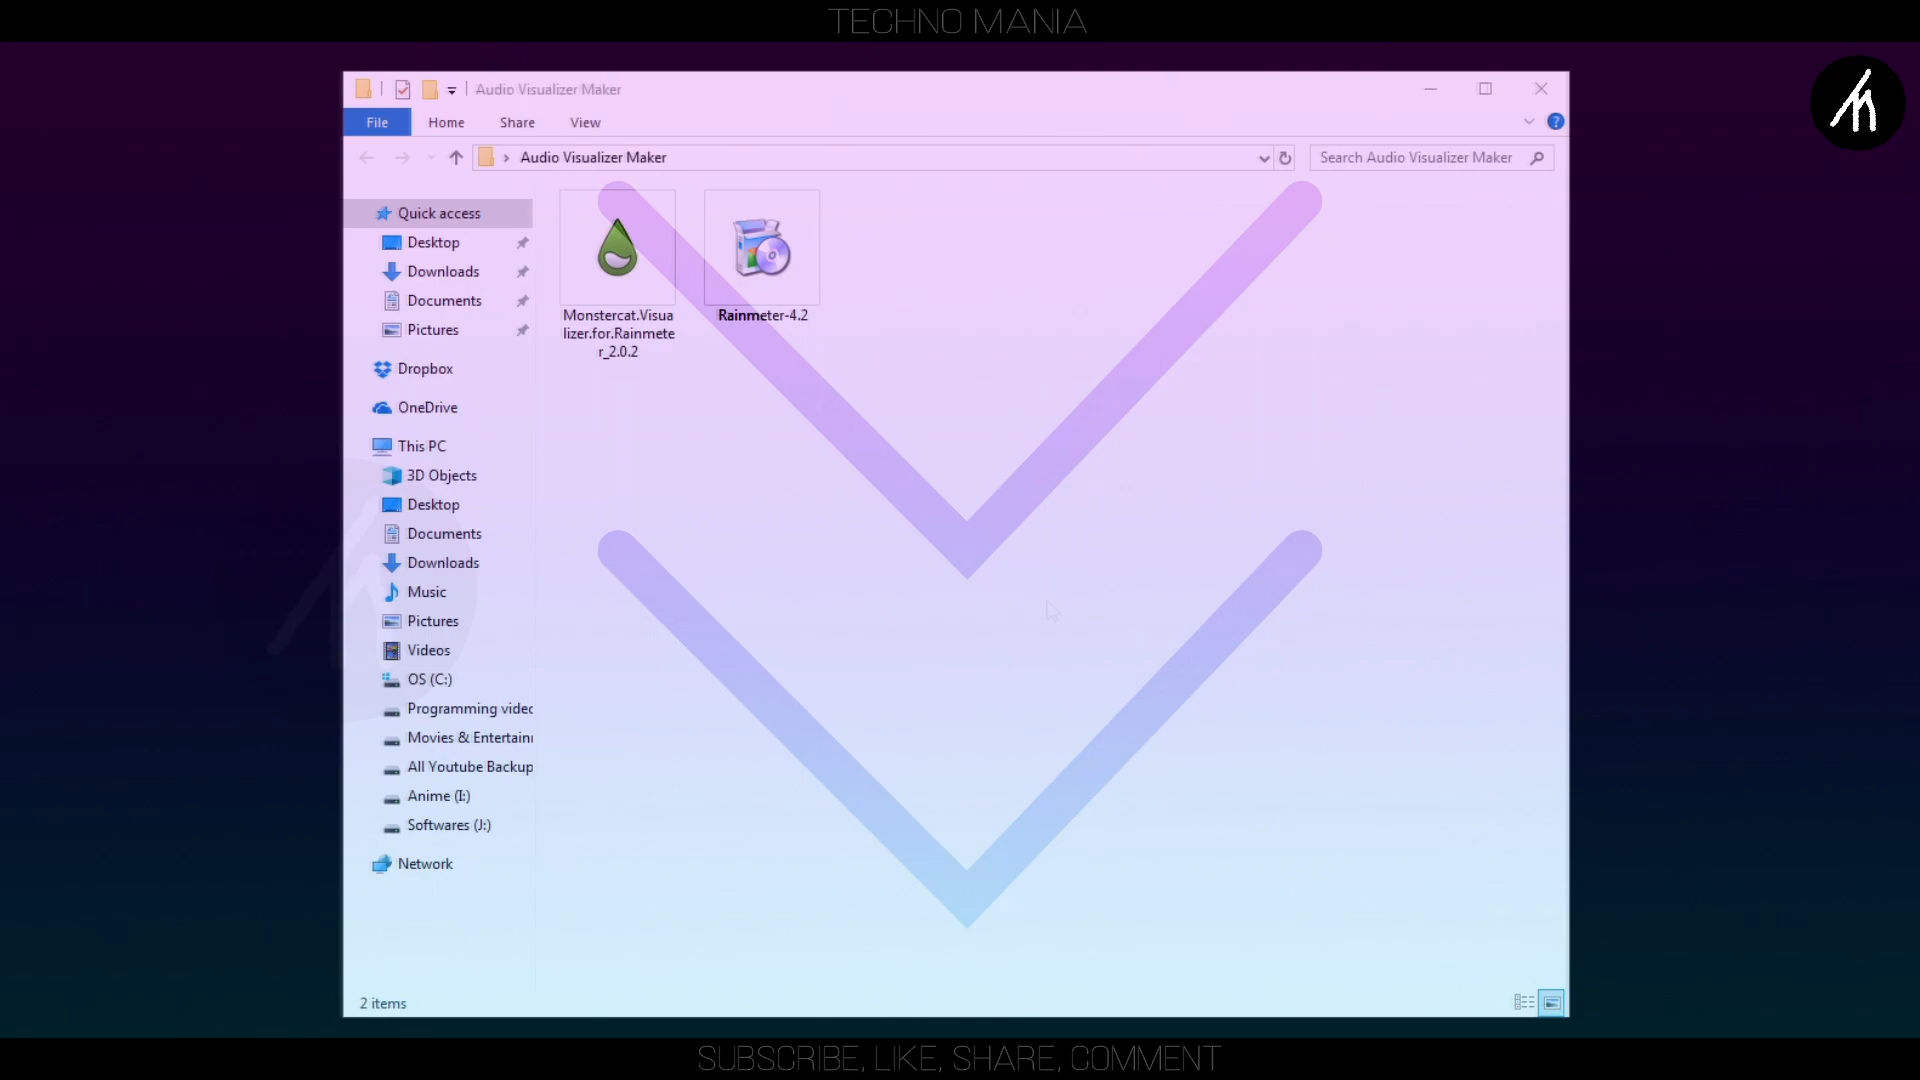 TECHNO MANIA
Audio Visualizer Maker
File Home Share View
Audio Visualizer Maker
Search Audio Visualizer Maker
Quick access
Desktop
Downloads
Documents
Pictures
Dropbox
OneDrive
This PC
3D Objects
Desktop
Documents
Downloads
Music
Pictures
Videos
OS (C:)
Programming videc
Movies & Entertainn
All Youtube Backup
Anime (I:)
Softwares (J:)
Network
Monstercat.Visua
lizer.for.Rainmete
r_2.0.2
Rainmeter-4.2
2 items
SUBSCRIBE, LIKE, SHARE, COMMENT